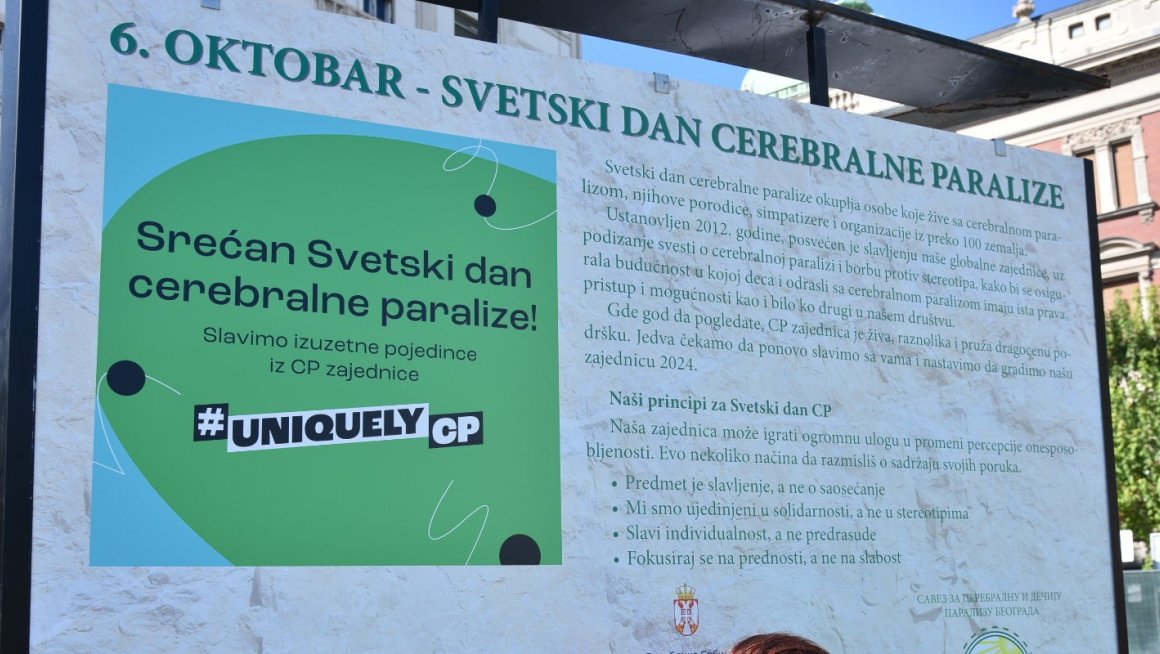 6. OKTOBAR - SVETSKI DAN CEREBRALNE PARALIZE
Srećan Svetski dan
cerebralne paralize!
Slavimo izuzetne pojedince
iz CP zajednice
#UNIQUELY CP
Svetski dan cerebralne paralize okuplja osobe koje žive sa cerebralnom para-
lizom, njihove porodice, simpatizere i organizacije iz preko 100 zemalja.
Ustanovljen 2012. godine, posvećen je slavljenju naše globalne zajednice, uz
podizanje svesti o cerebralnoj paralizi i borbu protiv stereotipa, kako bi se osigu-
rala budućnost u kojoj deca i odrasli sa cerebralnom paralizom imaju ista prava,
pristup i mogućnosti kao i bilo ko drugi u našem društvu.
Gde god da pogledate, CP zajednica je živa, raznolika i pruža dragocenu po-
dršku. Jedva čekamo da ponovo slavimo sa vama i nastavimo da gradimo našu
zajednicu 2024.
Naši principi za Svetski dan CP
Naša zajednica može igrati ogromnu ulogu u promeni percepcije onesposo-
bljenosti. Evo nekoliko načina da razmisliš o sadržaju svojih poruka.
• Predmet je slavljenje, a ne o saosećanje
• Mi smo ujedinjeni u solidarnosti, a ne u stereotipima
• Slavi individualnost, a ne predrasude
• Fokusiraj se na prednosti, a ne na slabost
САВЕЗ ЗА ЦЕРЕБРАЛНУ И ДЕЧИЈУ
ПАРАЛИЗУ БЕОГРАДА